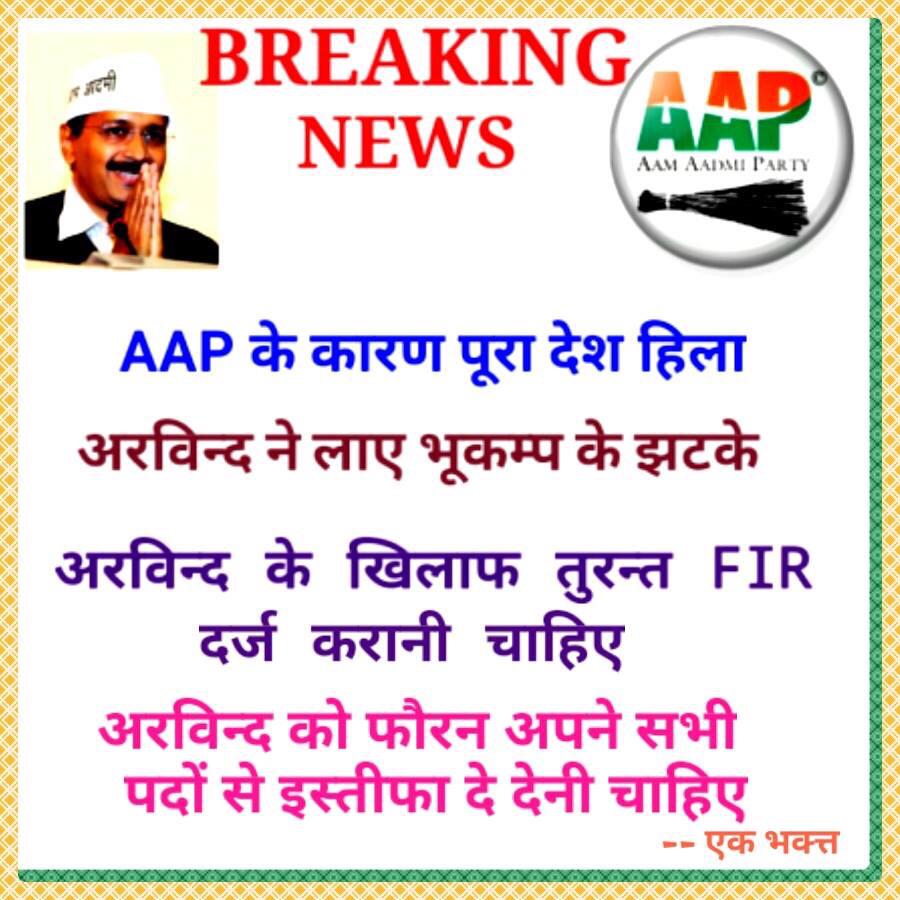 BREAKING
NEWS
आदमी
AAP
AAM AADMI PARTY
AAP के कारण पूरा देश हिला
अरविन्द ने लाए भूकम्प के झटके
अरविन्द के खिलाफ तुरन्त FIR
दर्ज करानी चाहिए
अरविन्द को फौरन अपने सभी
पदों से इस्तीफा दे देनी चाहिए
-- एक भक्त